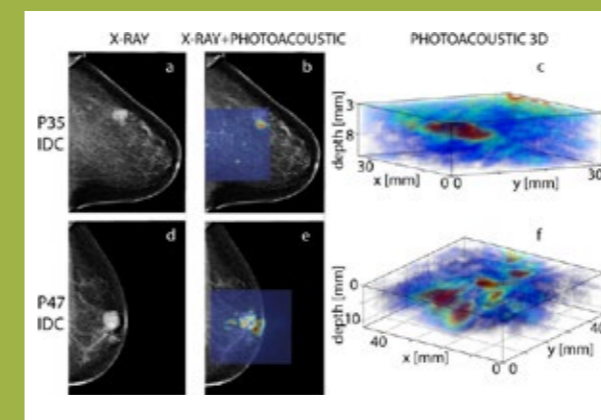 X-RAY X-RAY+PHOTOACOUSTIC PHOTOACOUSTIC 3D
P35
IDC
a
b
c
3
8
depth [mm]
30
x [mm]
0 0
y [mm]
30
P47
IDC
d
e
f
0
10
depth [mm]
40
x [mm]
0 0
y [mm]
40